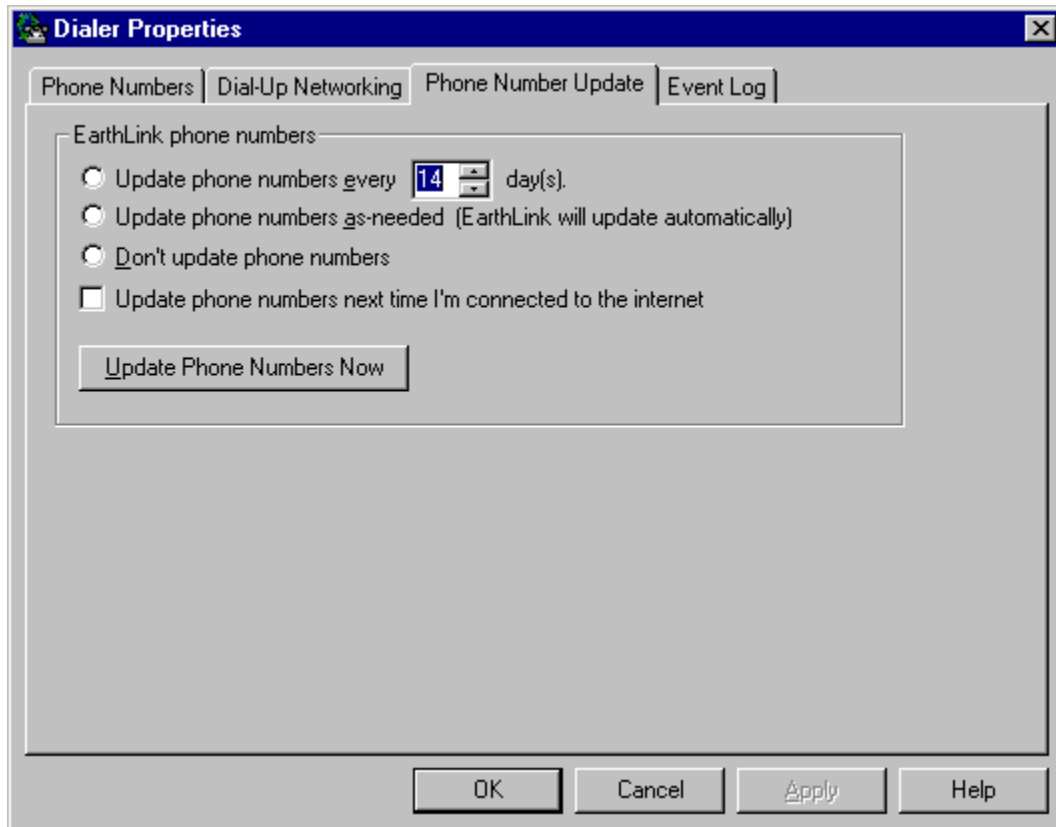 Dialer Properties
Phone Numbers Dial-Up Networking Phone Number Update Event Log
EarthLink phone numbers
Update phone numbers every 14 day(s).
Update phone numbers as-needed (EarthLink will update automatically)
Don't update phone numbers
Update phone numbers next time I'm connected to the internet
Update Phone Numbers Now
OK Cancel Apply Help